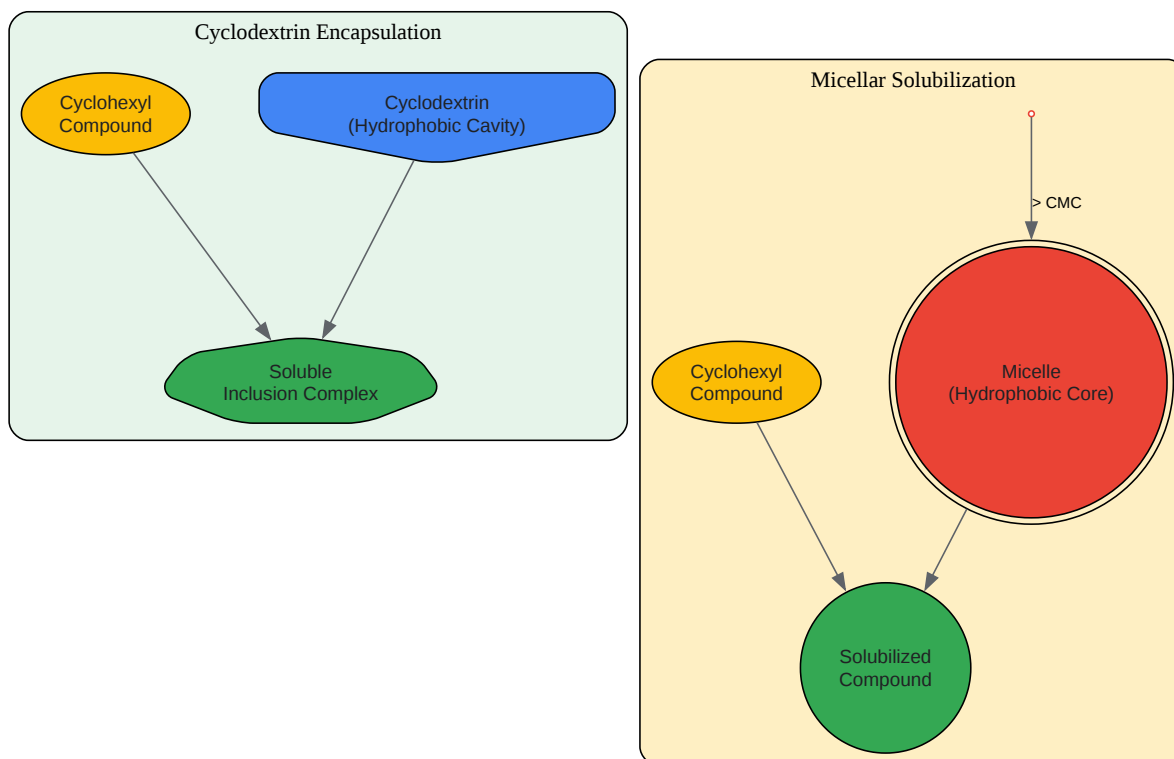 Cyclodextrin Encapsulation
Cyclohexyl
Compound
Cyclodextrin
(Hydrophobic Cavity)
Soluble
Inclusion Complex
Micellar Solubilization
> CMC
Cyclohexyl
Compound
Micelle
(Hydrophobic Core)
Solubilized
Compound